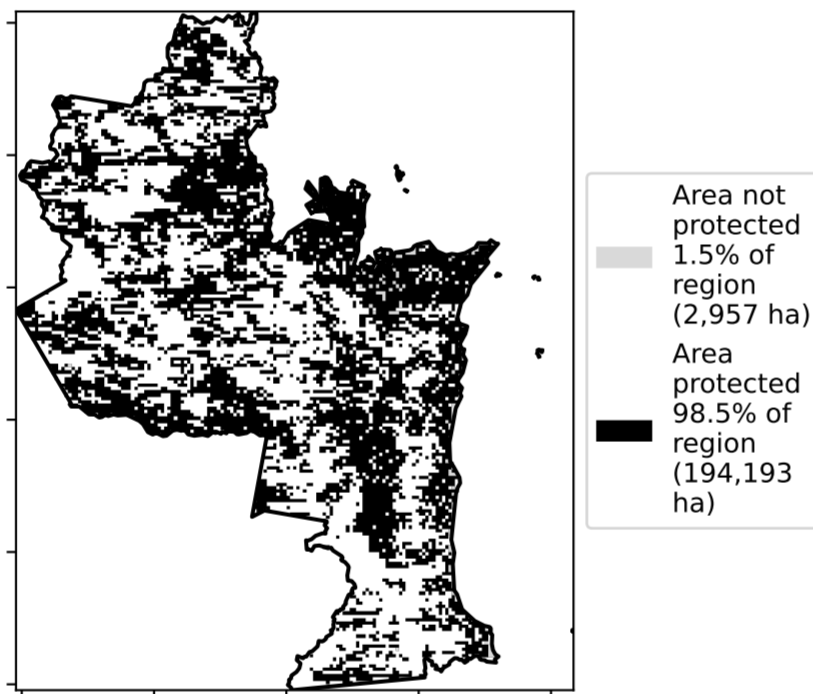 Area not
protected
1.5% of
region
(2,957 ha)
Area
protected
98.5% of
region
(194,193
ha)